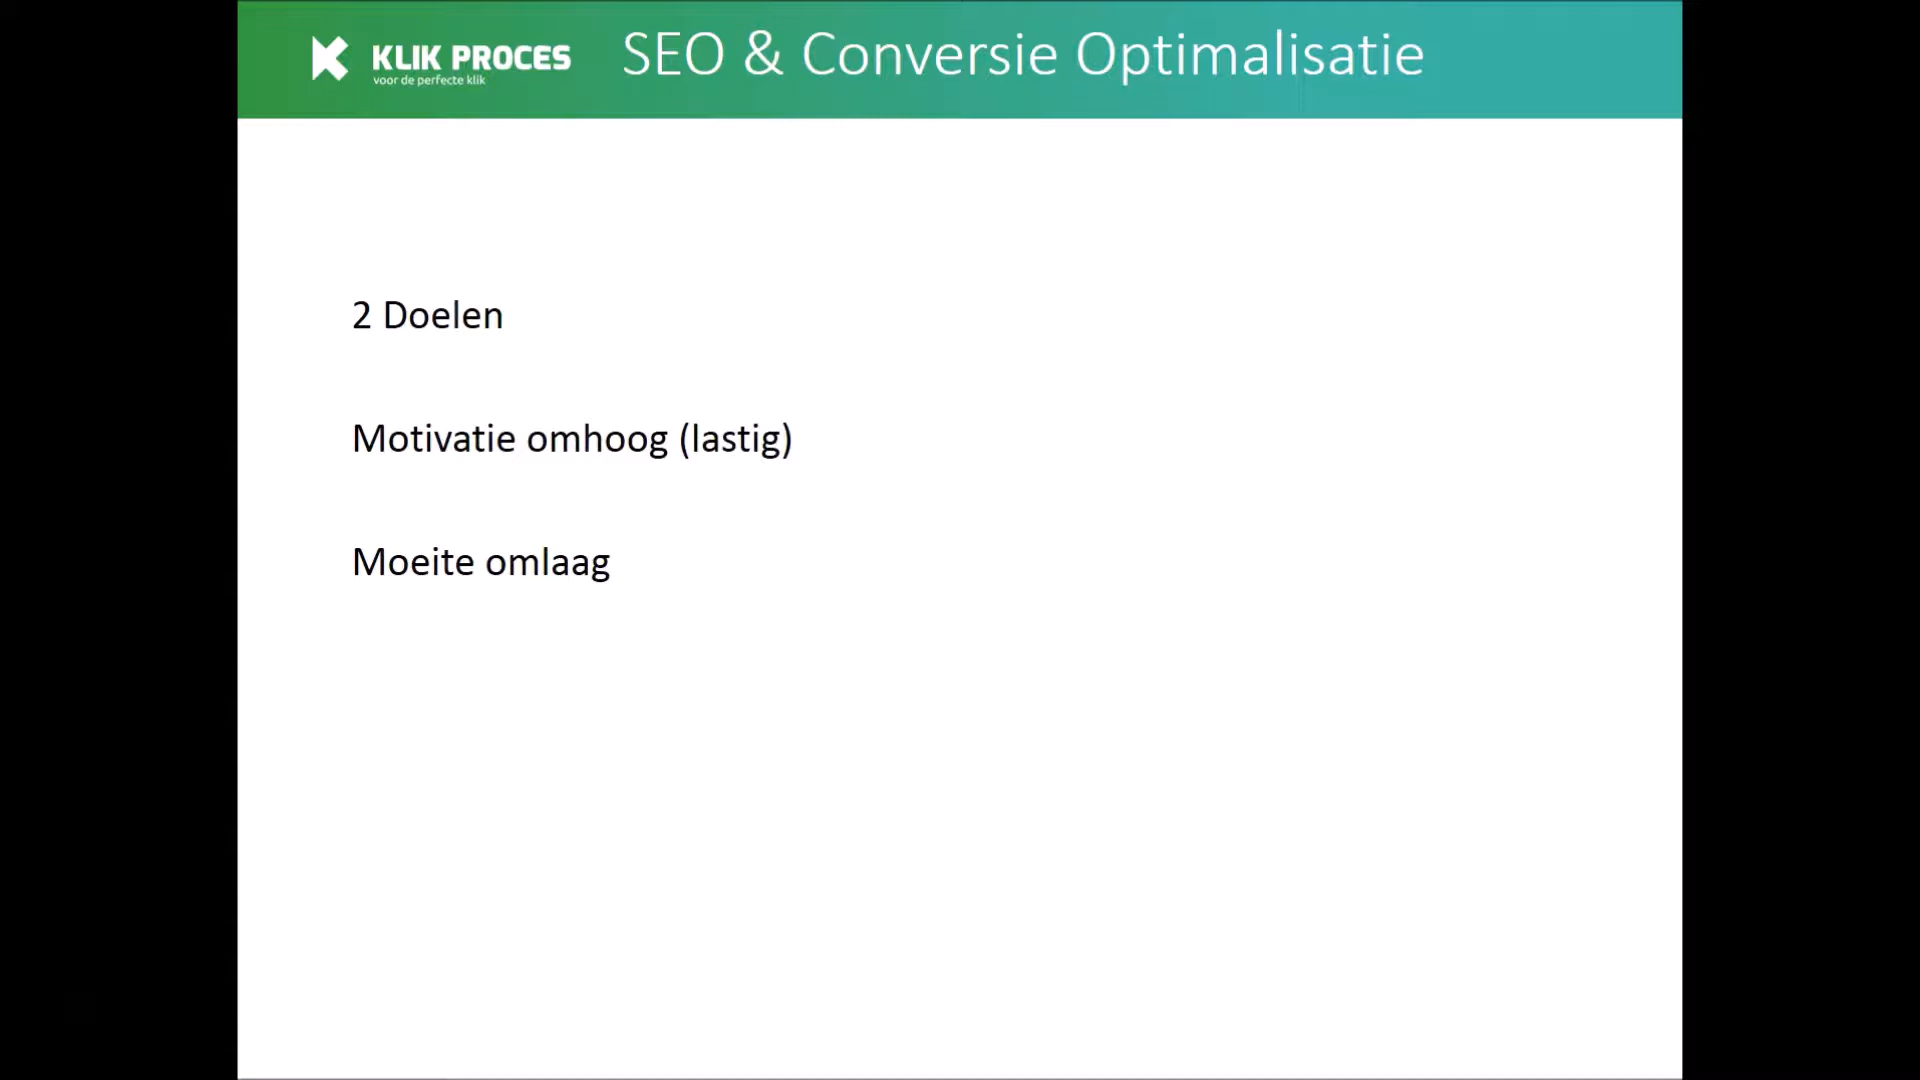 KLIK PROCES
voor de perfecte klik
SEO & Conversie Optimalisatie
2 Doelen
Motivatie omhoog (lastig)
Moeite omlaag